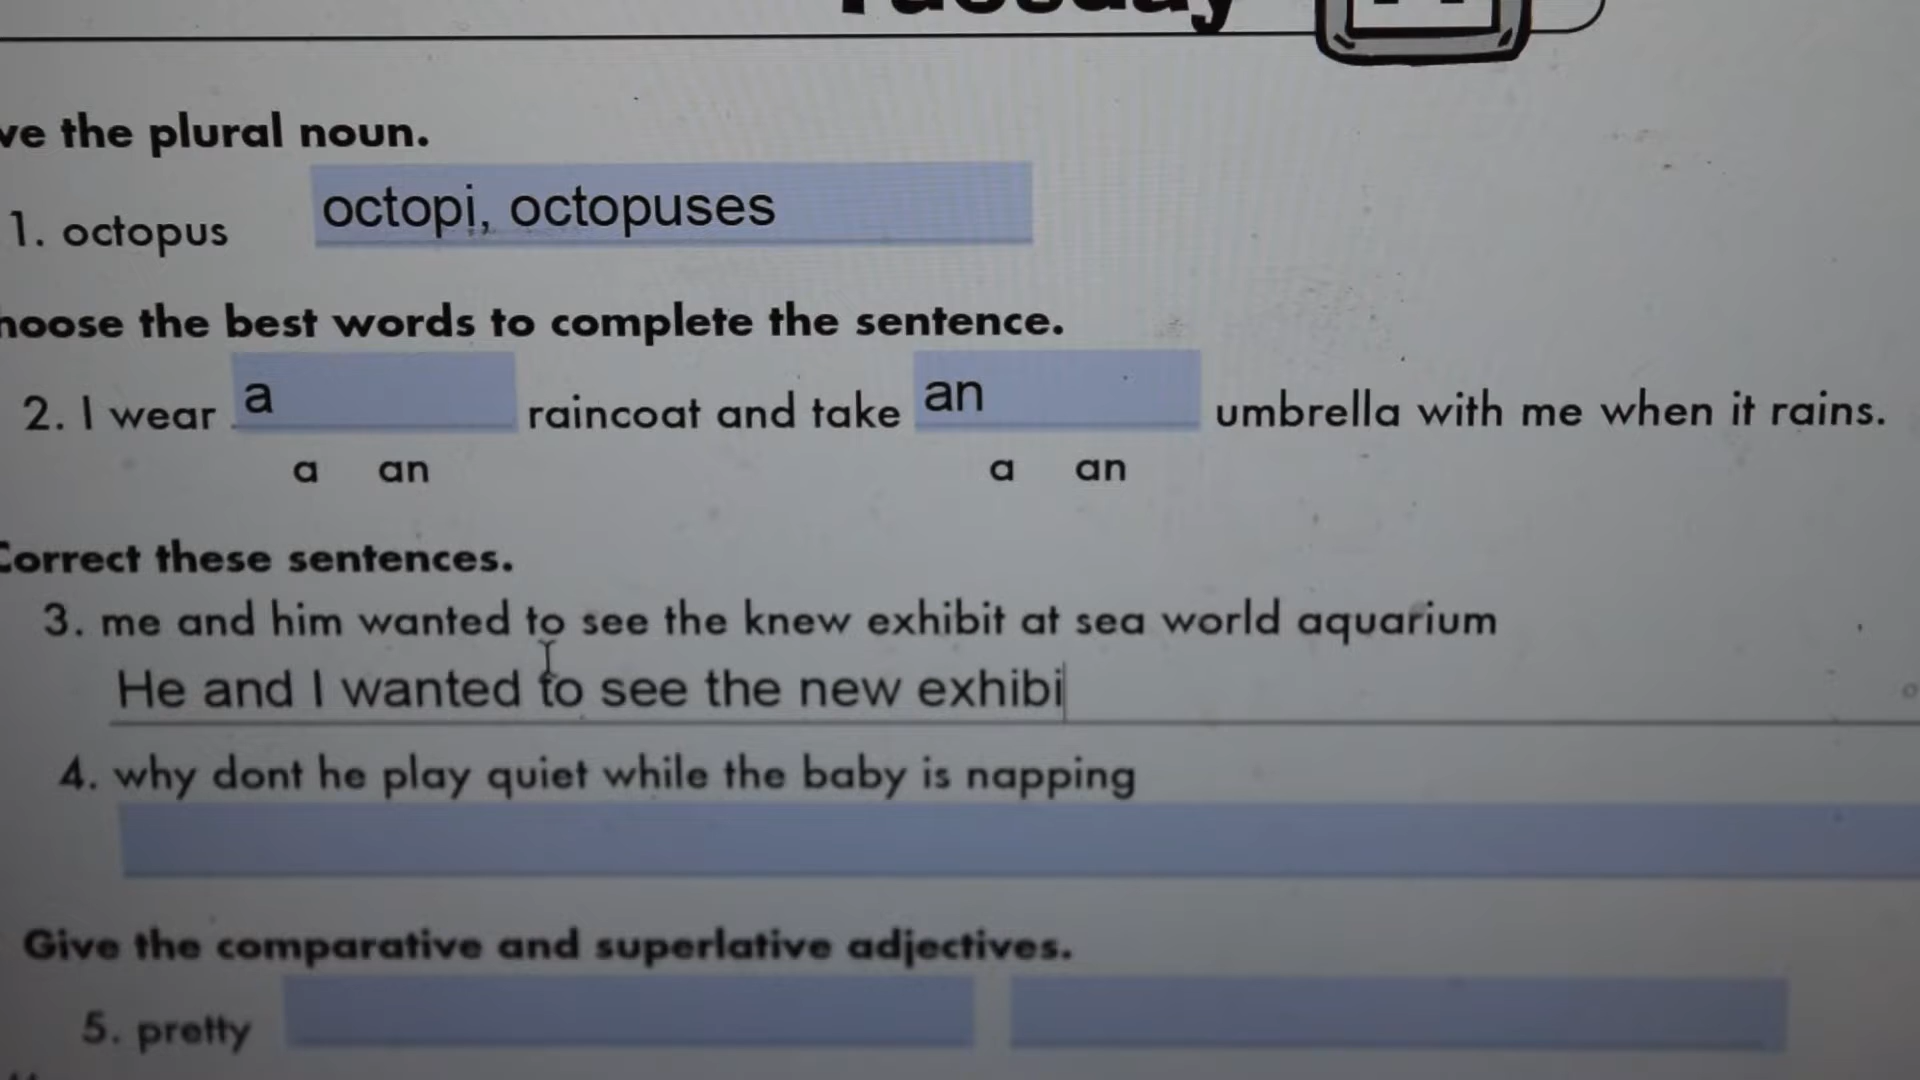 Tuesday
ve the plural noun.
1. octopus octopi, octopuses
hoose the best words to complete the sentence.
2. I wear a raincoat and take an umbrella with me when it rains.
a an a an
Correct these sentences.
3. me and him wanted to see the knew exhibit at sea world aquarium
He and I wanted to see the new exhibi
4. why dont he play quiet while the baby is napping
Give the comparative and superlative adjectives.
5. pretty